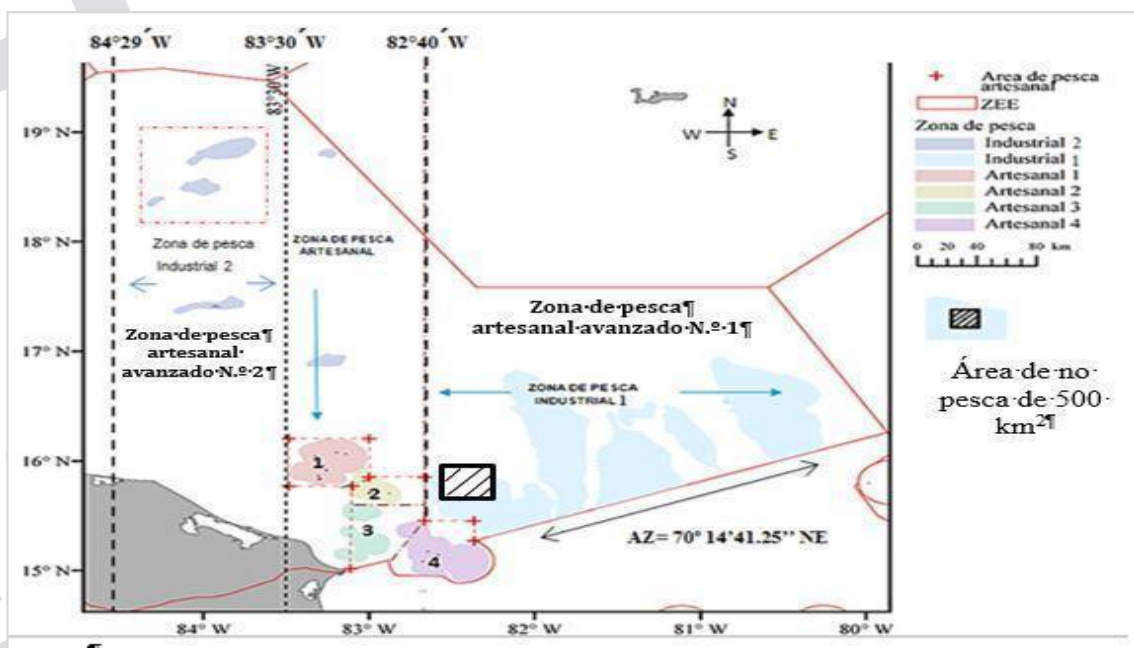 84°29´W
83°30´W
82°40´W
83°30´W
19° N
18° N
17° N
16° N
15° N
84° W
83° W
82° W
81° W
80° W
N
W
E
S
Zona de pesca
Industrial 2
ZONA DE PESCA
ARTESANAL
Zona·de·pesca¶
artesanal·
avanzado·N.º·2¶
Zona·de·pesca¶
artesanal·avanzado·N.º·1¶
ZONA DE PESCA
INDUSTRIAL 1
1
2
3
4
AZ= 70° 14’41.25’’ NE
Area de pesca
artesanal
ZEE
Zona de pesca
Industrial 2
Industrial 1
Artesanal 1
Artesanal 2
Artesanal 3
Artesanal 4
0 20 40 80 km
Área·de·no·
pesca·de·500·
km²¶
¶